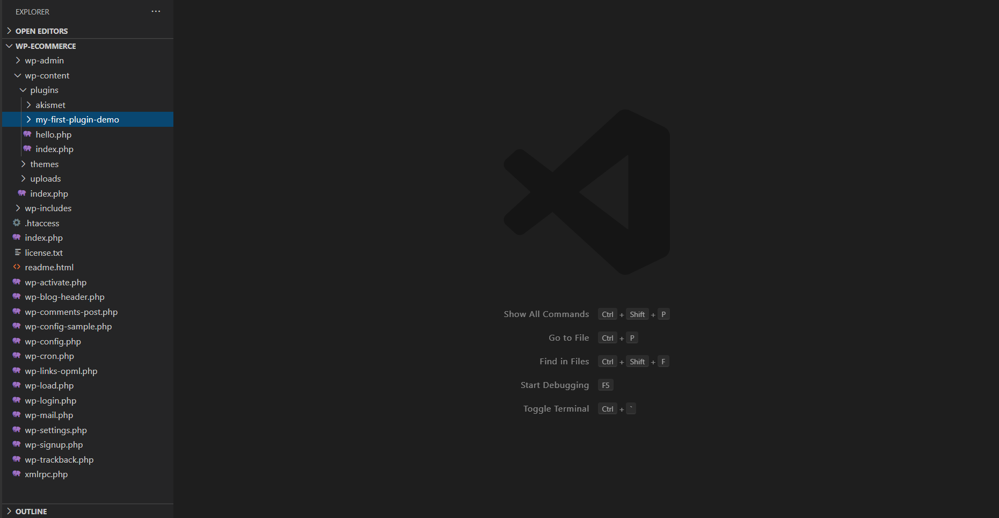 EXPLORER
OPEN EDITORS
WP-ECOMMERCE
wp-admin
wp-content
plugins
akismet
my-first-plugin-demo
hello.php
index.php
themes
uploads
index.php
wp-includes
.htaccess
index.php
license.txt
readme.html
wp-activate.php
wp-blog-header.php
wp-comments-post.php
wp-config-sample.php
wp-config.php
wp-cron.php
wp-links-opml.php
wp-load.php
wp-login.php
wp-mail.php
wp-settings.php
wp-signup.php
wp-trackback.php
xmlrpc.php
OUTLINE
Show All Commands Ctrl + Shift + P
Go to File Ctrl + P
Find in Files Ctrl + Shift + F
Start Debugging F5
Toggle Terminal Ctrl + `